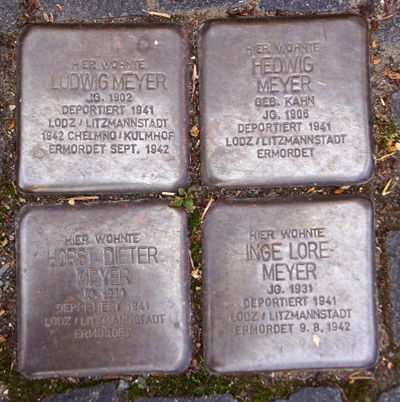 HIER WOHNTE
LUDWIG MEYER
JG. 1902
DEPORTIERT 1941
LODZ / LITZMANNSTADT
1942 CHELMNO / KULMHOF
ERMORDET SEPT. 1942
HIER WOHNTE
HEDWIG
MEYER
GEB. KAHN
JG. 1906
DEPORTIERT 1941
LODZ / LITZMANNSTADT
ERMORDET
HIER WOHNTE
HORST DIETER
MEYER
JG.
DEPORTIERT 1941
LODZ / LITZMANNSTADT
ERMORDET
HIER WOHNTE
INGE LORE
MEYER
JG. 1931
DEPORTIERT 1941
LODZ / LITZMANNSTADT
ERMORDET 9. 8. 1942